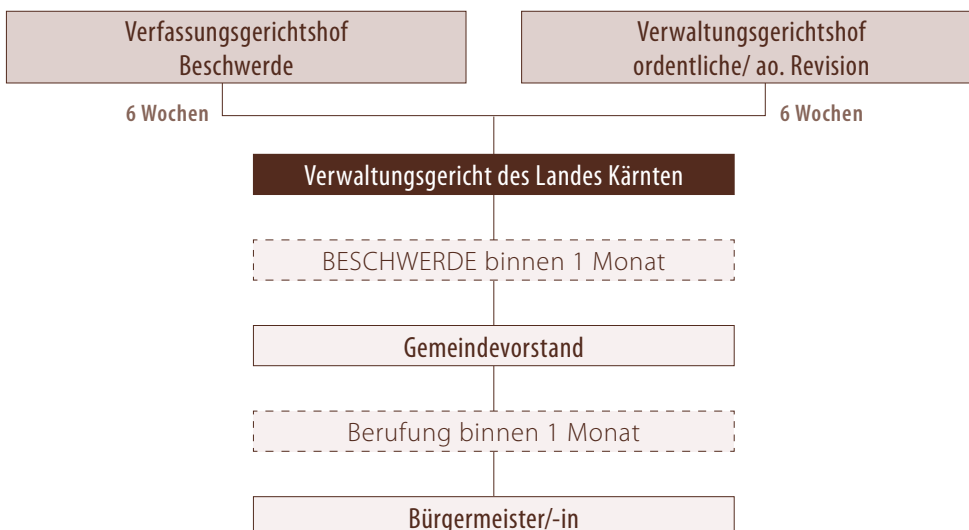 Verfassungsgerichtshof
Beschwerde
Verwaltungsgerichtshof
ordentliche/ ao. Revision
6 Wochen
6 Wochen
Verwaltungsgericht des Landes Kärnten
BESCHWERDE binnen 1 Monat
Gemeindevorstand
Berufung binnen 1 Monat
Bürgermeister/-in